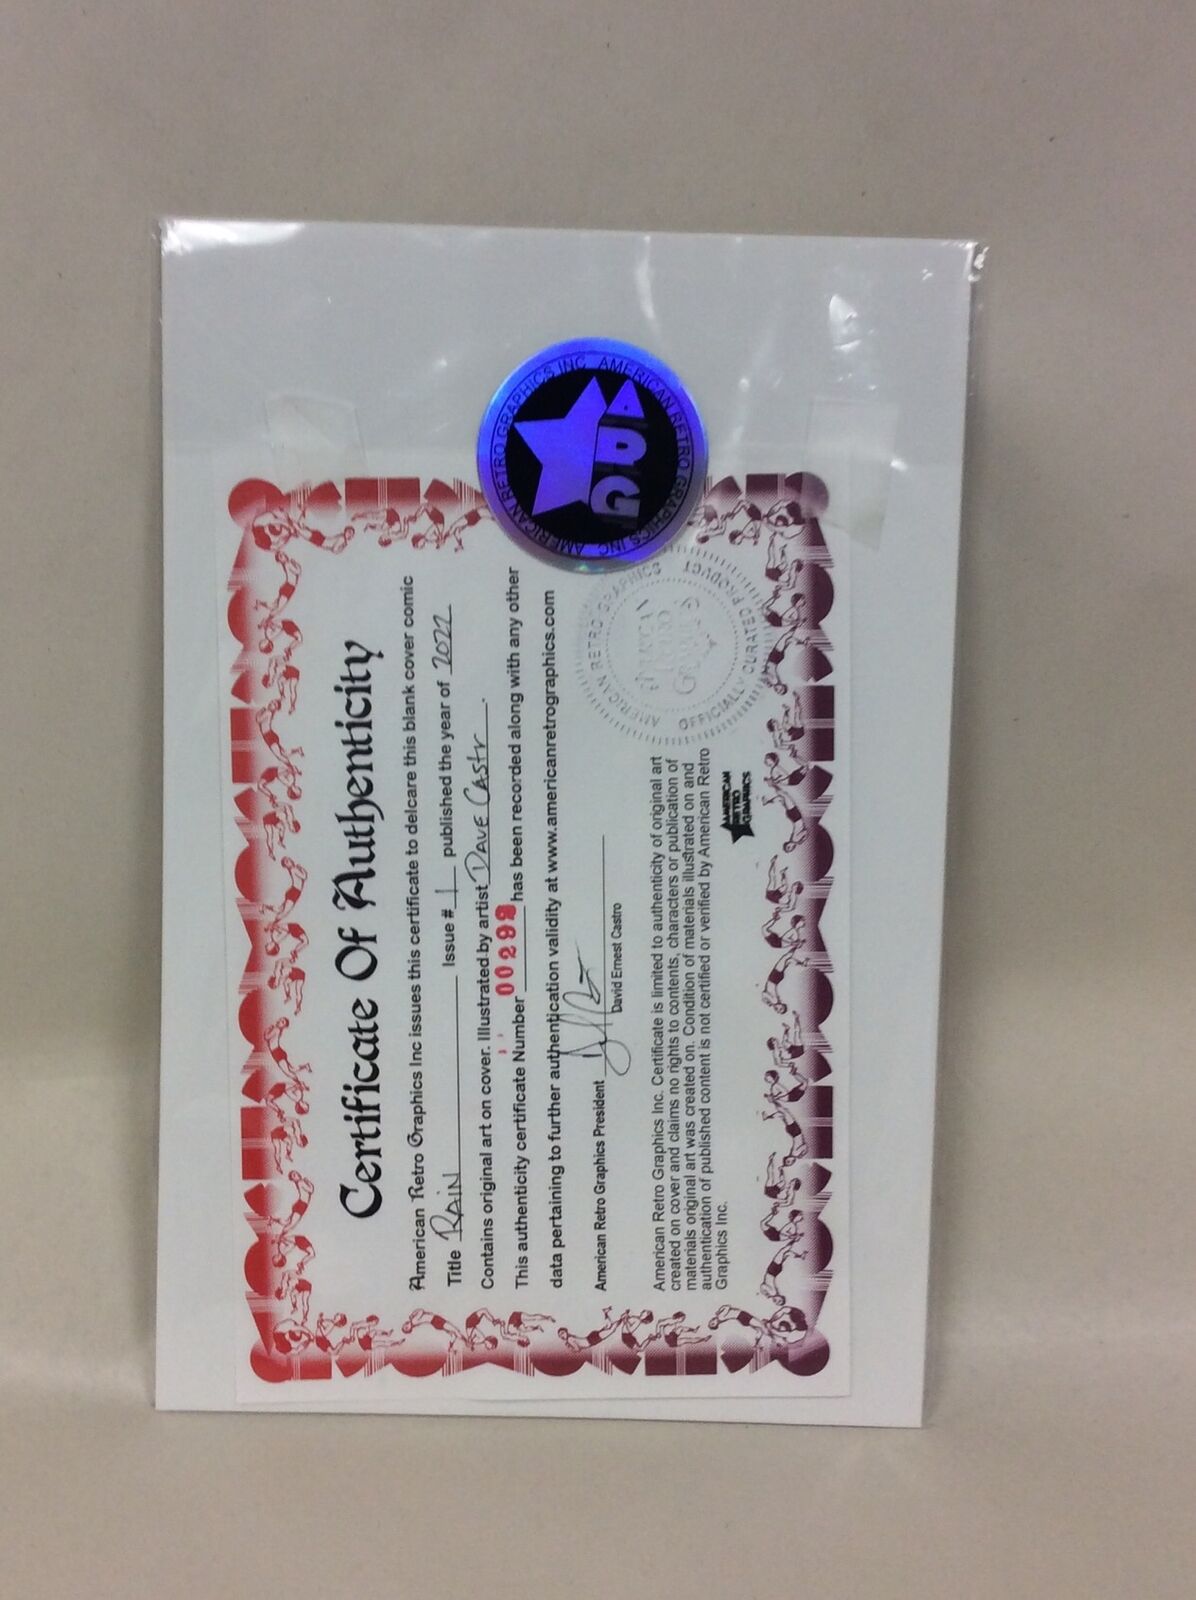 Certificate Of Authenticity
American Retro Graphics Inc issues this certificate to delcare this blank cover comic
Title RAIN Issue # 1 published the year of 2022
Contains original art on cover. Illustrated by artist DAVE CASTr.
This authenticity certificate Number has been recorded along with any other
data pertaining to further authentication validity at www.americanretrographics.com
American Retro Graphics President
David Ernest Castro
American Retro Graphics Inc. Certificate is limited to authenticity of original art
created on cover and claims no rights to contents, characters or publication of
materials original art was created on. Condition of materials illustrated on and
authentication of published content is not certified or verified by American Retro
Graphics Inc.
AMERICAN
RETRO
GRAPHICS
AMERICAN RETRO GRAPHICS INC AMERICAN RETRO GRAPHICS INC
ARG
AMERICAN RETRO GRAPHICS
OFFICIALLY CURATED PRODUCT
AMERICAN
RETRO
GRAPHICS